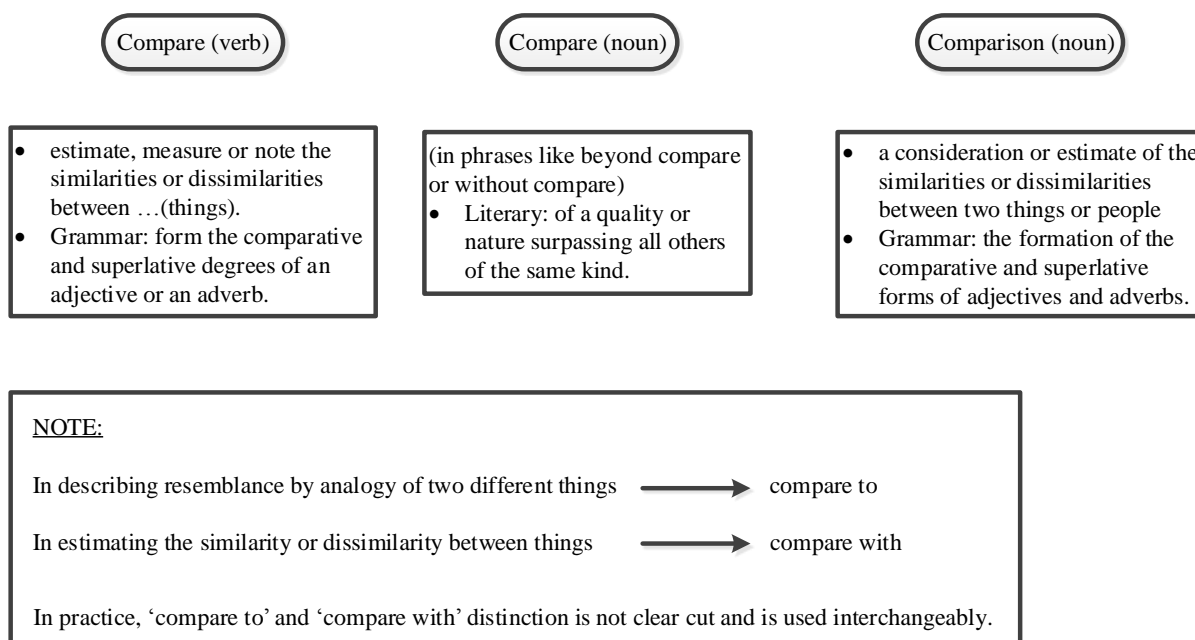 Compare (verb)
Compare (noun)
Comparison (noun)
• estimate, measure or note the
similarities or dissimilarities
between …(things).
• Grammar: form the comparative
and superlative degrees of an
adjective or an adverb.
(in phrases like beyond compare
or without compare)
• Literary: of a quality or
nature surpassing all others
of the same kind.
• a consideration or estimate of the
similarities or dissimilarities
between two things or people
• Grammar: the formation of the
comparative and superlative
forms of adjectives and adverbs.
NOTE:
In describing resemblance by analogy of two different things compare to
In estimating the similarity or dissimilarity between things compare with
In practice, ‘compare to’ and ‘compare with’ distinction is not clear cut and is used interchangeably.